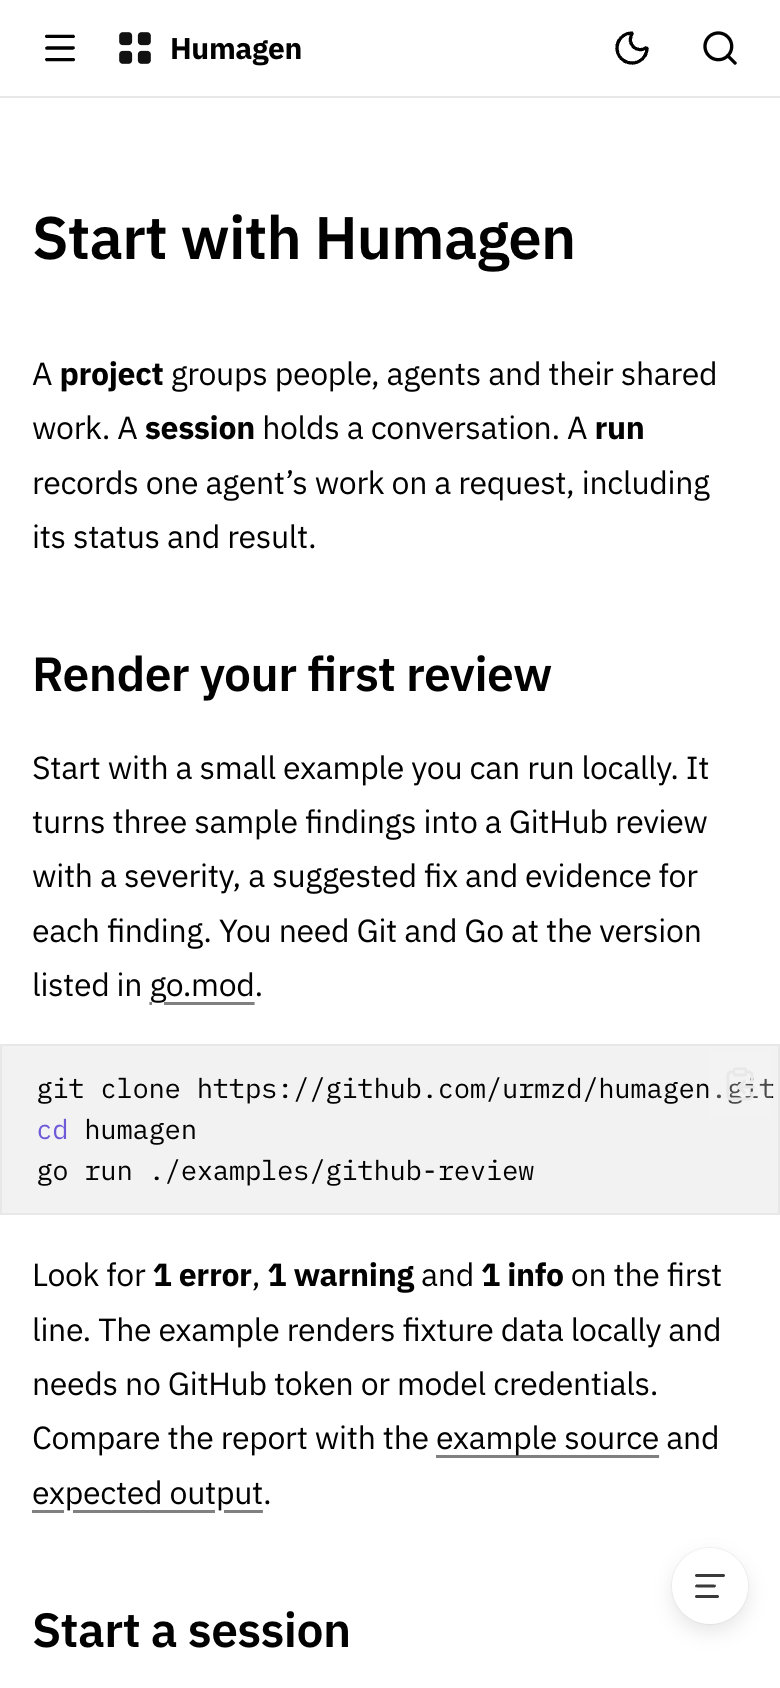 Humagen
Start with Humagen
A project groups people, agents and their shared
work. A session holds a conversation. A run
records one agent’s work on a request, including
its status and result.
Render your first review
Start with a small example you can run locally. It
turns three sample findings into a GitHub review
with a severity, a suggested fix and evidence for
each finding. You need Git and Go at the version
listed in go.mod.
git clone https://github.com/urmzd/humagen.git
cd humagen
go run ./examples/github-review
Look for 1 error, 1 warning and 1 info on the first
line. The example renders fixture data locally and
needs no GitHub token or model credentials.
Compare the report with the example source and
expected output.
Start a session